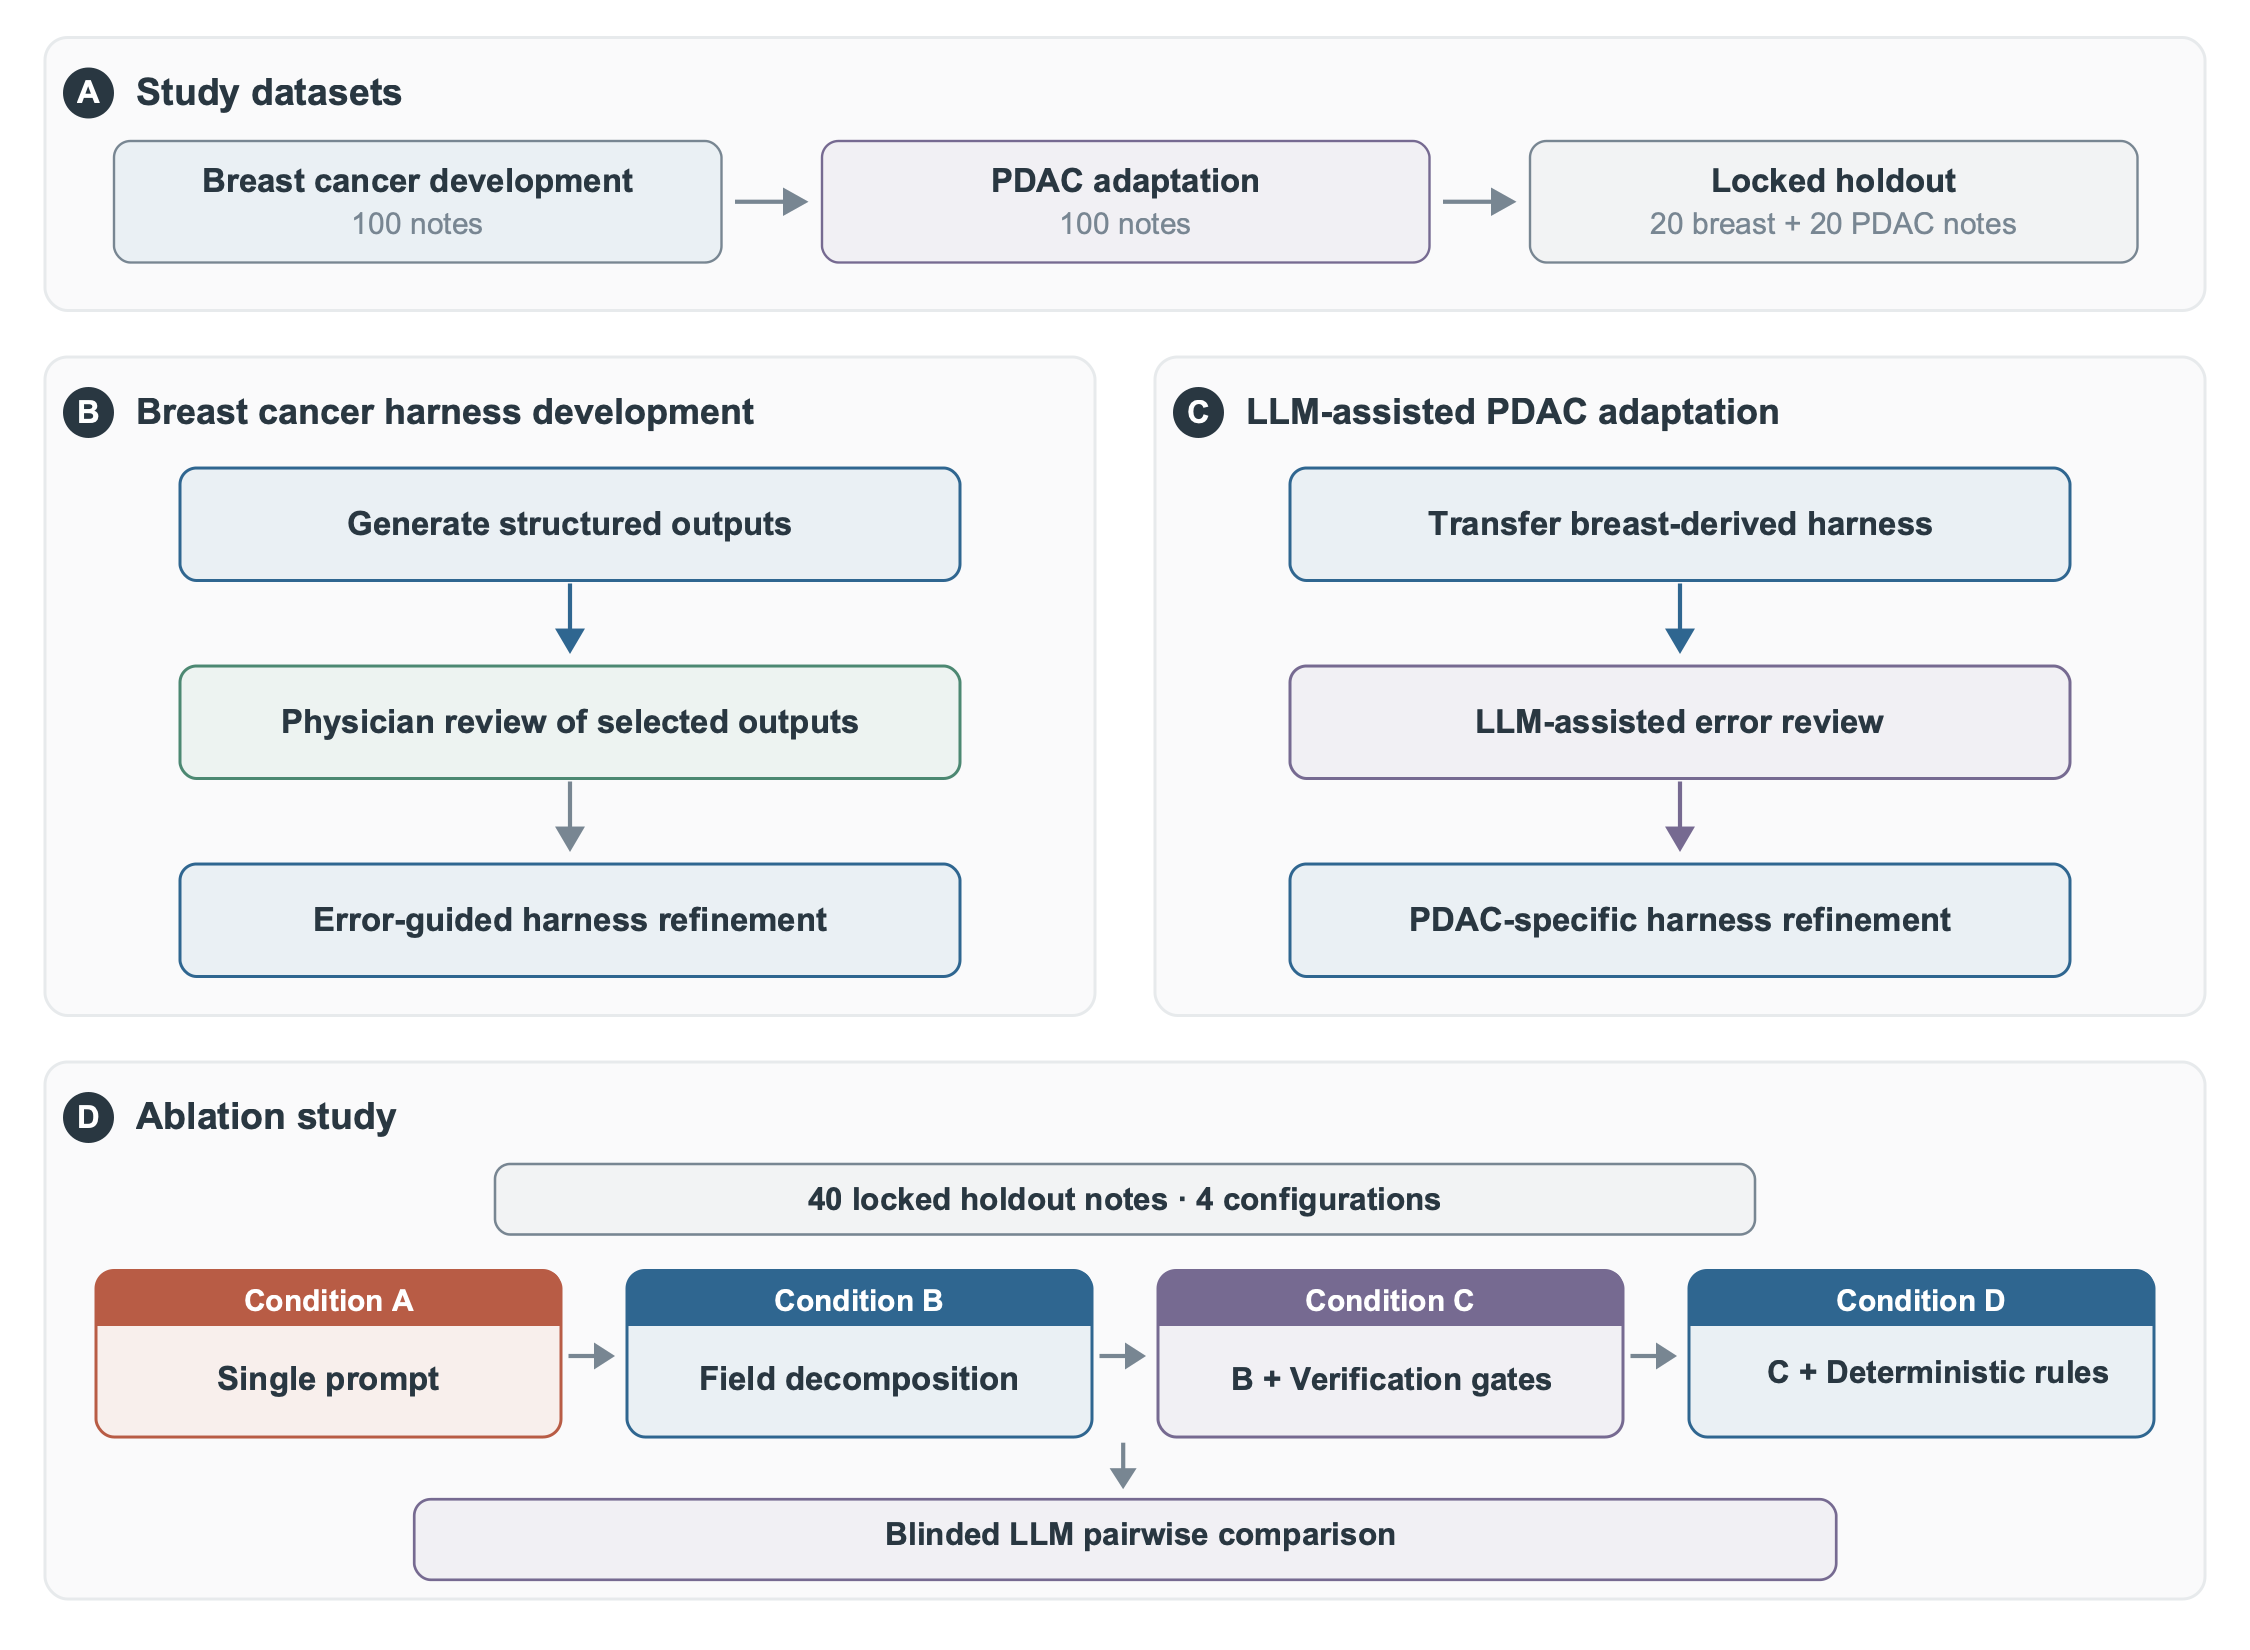 A Study datasets
Breast cancer development
100 notes
PDAC adaptation
100 notes
Locked holdout
20 breast + 20 PDAC notes
B Breast cancer harness development
Generate structured outputs
Physician review of selected outputs
Error-guided harness refinement
C LLM-assisted PDAC adaptation
Transfer breast-derived harness
LLM-assisted error review
PDAC-specific harness refinement
D Ablation study
40 locked holdout notes · 4 configurations
Condition A
Single prompt
Condition B
Field decomposition
Condition C
B + Verification gates
Condition D
C + Deterministic rules
Blinded LLM pairwise comparison